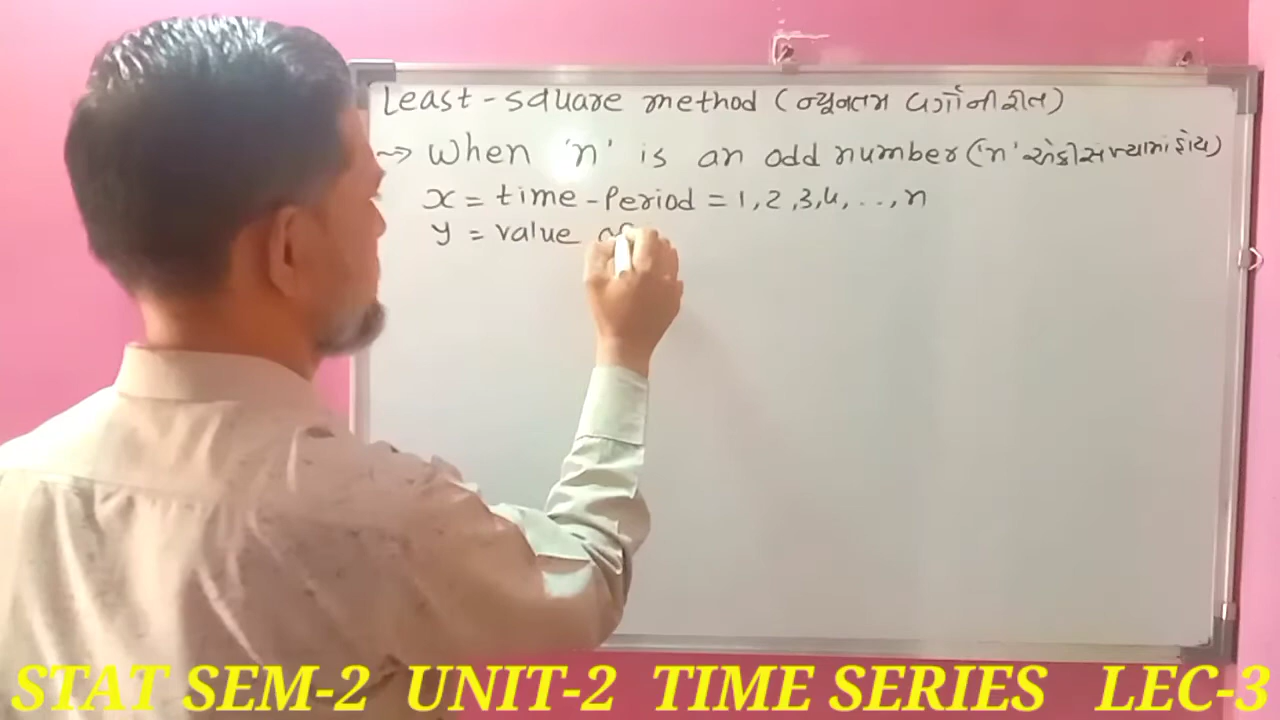 Least-square method (ન્યૂનતમ વર્ગોની રીત)
→ When 'n' is an odd number ('n' એકી સંખ્યામાં હોય)
x = time-Period = 1,2,3,4,...,n
y = value of
STAT SEM-2 UNIT-2 TIME SERIES LEC-3